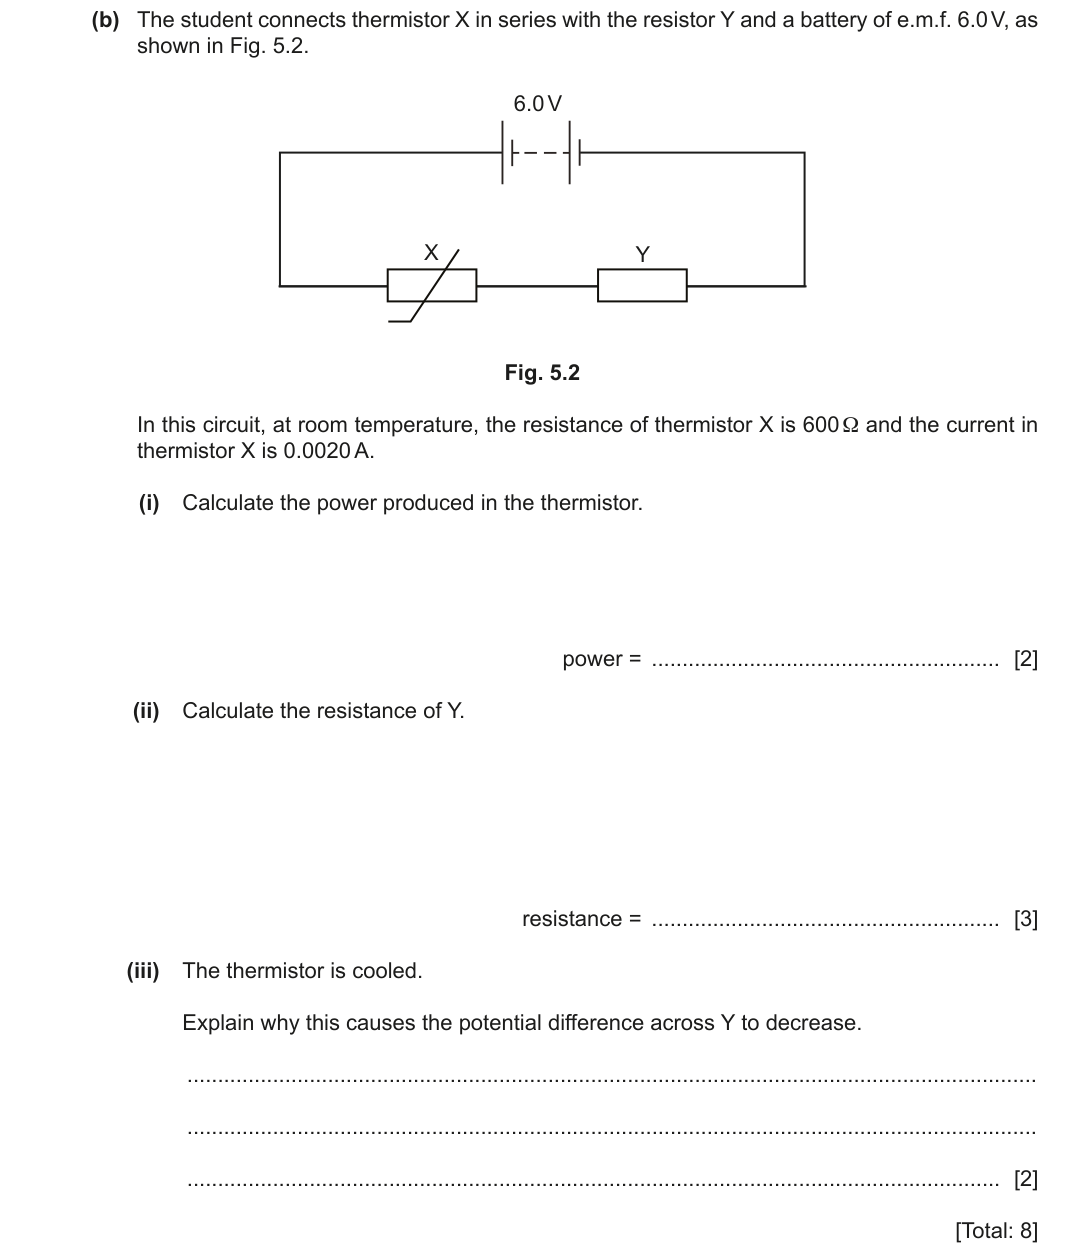 (b) The student connects thermistor X in series with the resistor Y and a battery of e.m.f. 6.0 V, as
shown in Fig. 5.2.
6.0 V
X
Y
Fig. 5.2
In this circuit, at room temperature, the resistance of thermistor X is 600 Ω and the current in
thermistor X is 0.0020 A.
(i) Calculate the power produced in the thermistor.
power = ......................................................... [2]
(ii) Calculate the resistance of Y.
resistance = ......................................................... [3]
(iii) The thermistor is cooled.
Explain why this causes the potential difference across Y to decrease.
...........................................................................................................................................
...........................................................................................................................................
..................................................................................................................................... [2]
[Total: 8]